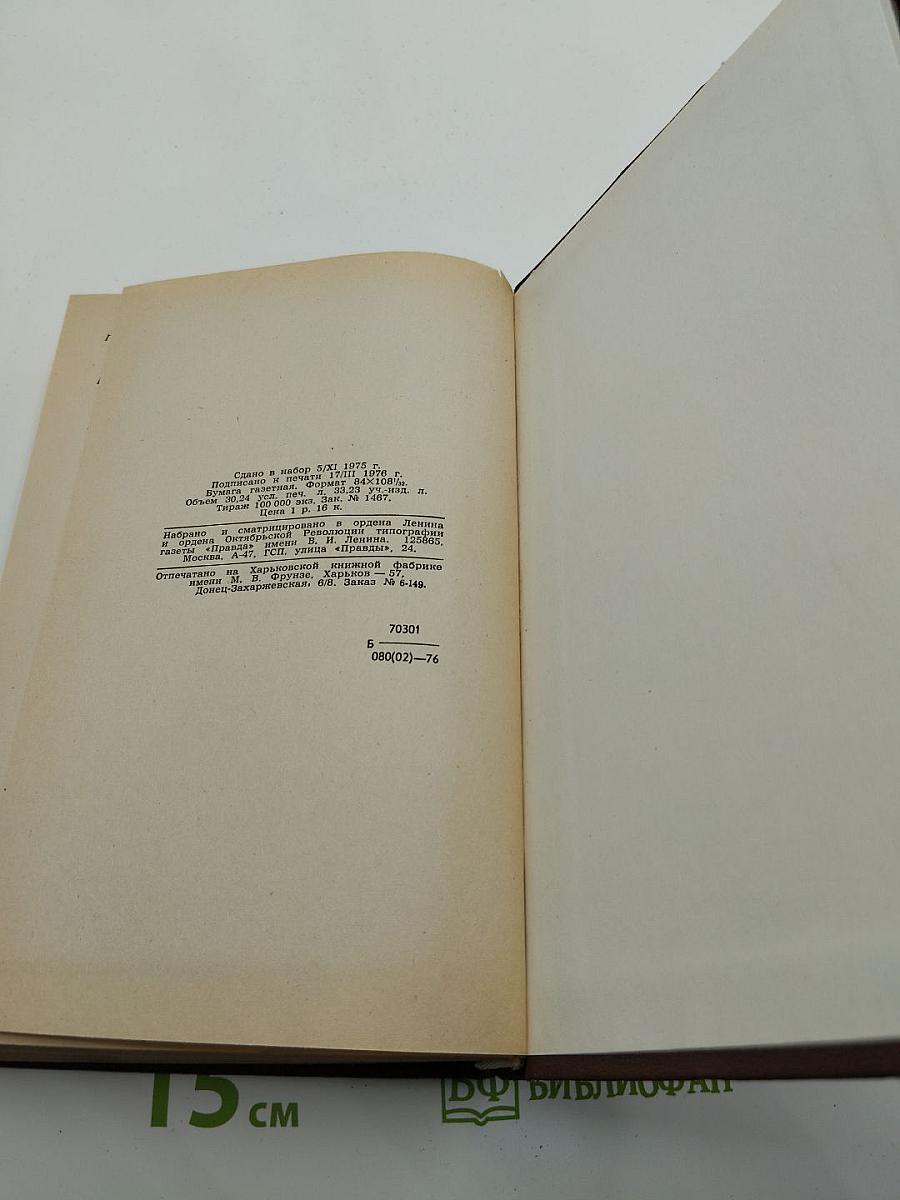 Сдано в набор 5/XI 1975 г.
Подписано к печати 17/III 1976 г.
Бумага газетная. Формат 84×108¹/₃₂.
Объем 30,24 усл. печ. л. 33,23 уч.-изд. л.
Тираж 100 000 экз. Зак. № 1467.
Цена 1 р. 16 к.
Набрано и сматрицировано в ордена Ленина
и ордена Октябрьской Революции типографии
газеты «Правда» имени В. И. Ленина. 125865.
Москва, А-47, ГСП, улица «Правды», 24.
Отпечатано на Харьковской книжной фабрике
имени М. В. Фрунзе, Харьков — 57,
Донец-Захаржевская, 6/8. Заказ № 6-149.
70301
Б
080(02)—76
15 см
БФ БИБЛИОФАН